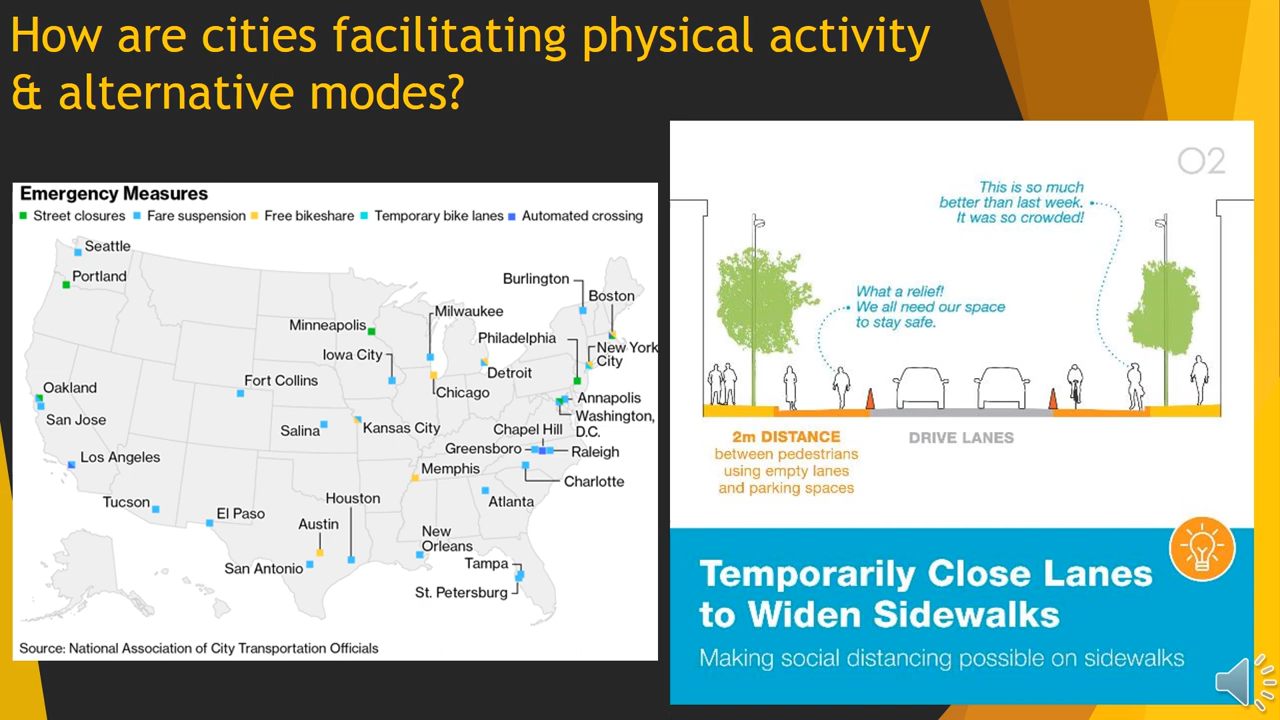 How are cities facilitating physical activity
& alternative modes?
Emergency Measures
Street closures Fare suspension Free bikeshare Temporary bike lanes Automated crossing
Seattle
Portland
Burlington
Boston
Milwaukee
Minneapolis
Philadelphia
New York
City
Iowa City
Detroit
Fort Collins
Oakland
Chicago
Annapolis
San Jose
Washington,
D.C.
Salina
Kansas City
Chapel Hill
Greensboro
Raleigh
Los Angeles
Memphis
Charlotte
Houston
Tucson
Atlanta
El Paso
Austin
New
Orleans
San Antonio
Tampa
St. Petersburg
Source: National Association of City Transportation Officials
02
This is so much
better than last week.
It was so crowded!
What a relief!
We all need our space
to stay safe.
2m DISTANCE
between pedestrians
using empty lanes
and parking spaces
DRIVE LANES
Temporarily Close Lanes
to Widen Sidewalks
Making social distancing possible on sidewalks